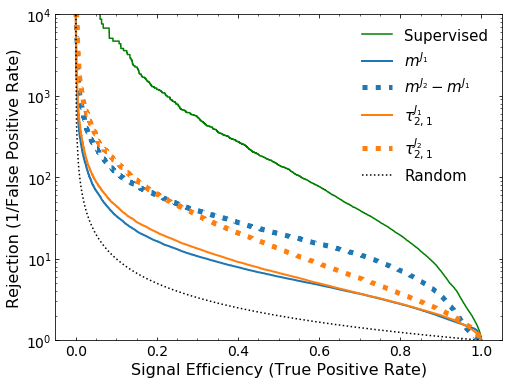 Supervised
$m^{J_1}$
$m^{J_2} - m^{J_1}$
$\tau_{2,1}^{J_1}$
$\tau_{2,1}^{J_2}$
Random
10^4
10^3
10^2
10^1
10^0
Rejection (1/False Positive Rate)
0.0 0.2 0.4 0.6 0.8 1.0
Signal Efficiency (True Positive Rate)